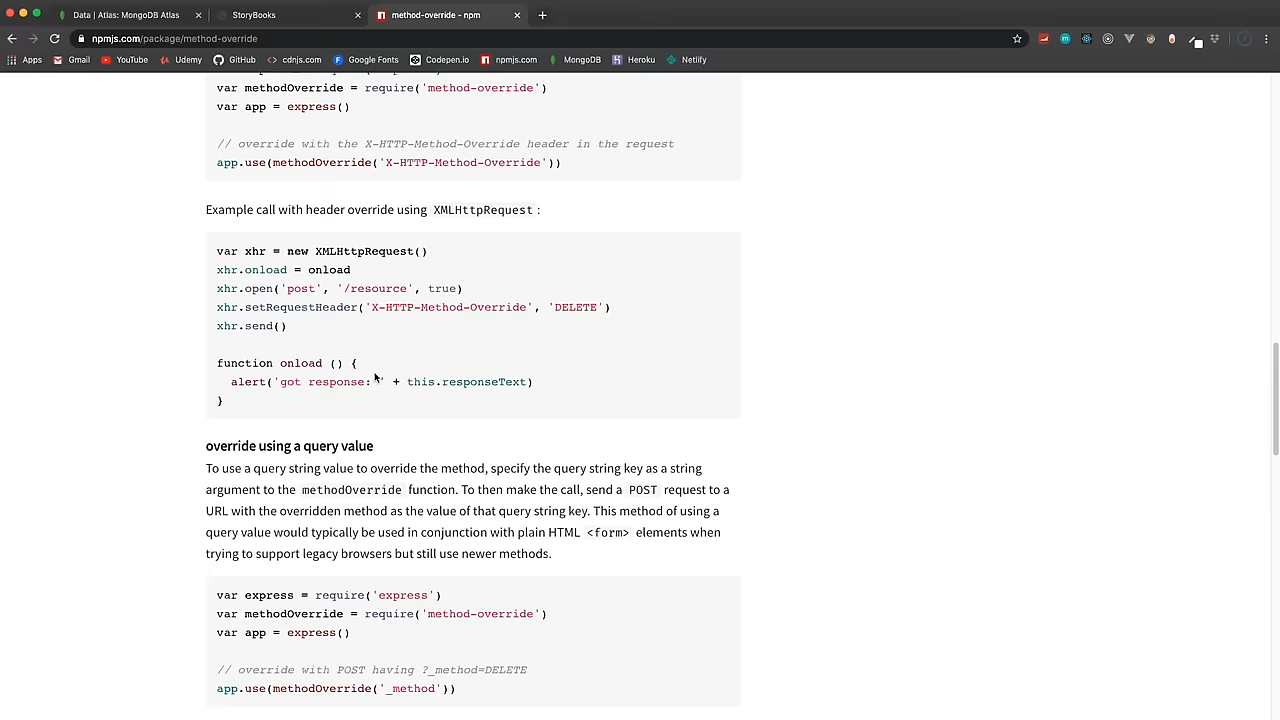 Data | Atlas: MongoDB Atlas
StoryBooks
method-override - npm
npmjs.com/package/method-override
Apps Gmail YouTube Udemy GitHub cdnjs.com Google Fonts Codepen.io npmjs.com MongoDB Heroku Netlify
var methodOverride = require('method-override')
var app = express()
// override with the X-HTTP-Method-Override header in the request
app.use(methodOverride('X-HTTP-Method-Override'))
Example call with header override using XMLHttpRequest :
var xhr = new XMLHttpRequest()
xhr.onload = onload
xhr.open('post', '/resource', true)
xhr.setRequestHeader('X-HTTP-Method-Override', 'DELETE')
xhr.send()
function onload () {
alert('got response: ' + this.responseText)
}
override using a query value
To use a query string value to override the method, specify the query string key as a string
argument to the methodOverride function. To then make the call, send a POST request to a
URL with the overridden method as the value of that query string key. This method of using a
query value would typically be used in conjunction with plain HTML <form> elements when
trying to support legacy browsers but still use newer methods.
var express = require('express')
var methodOverride = require('method-override')
var app = express()
// override with POST having ?_method=DELETE
app.use(methodOverride('_method'))